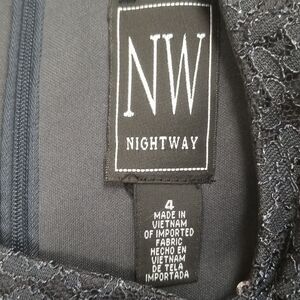 NW
NIGHTWAY
4
MADE IN
VIETNAM
OF IMPORTED
FABRIC
HECHO EN
VIETNAM
DE TELA
IMPORTADA